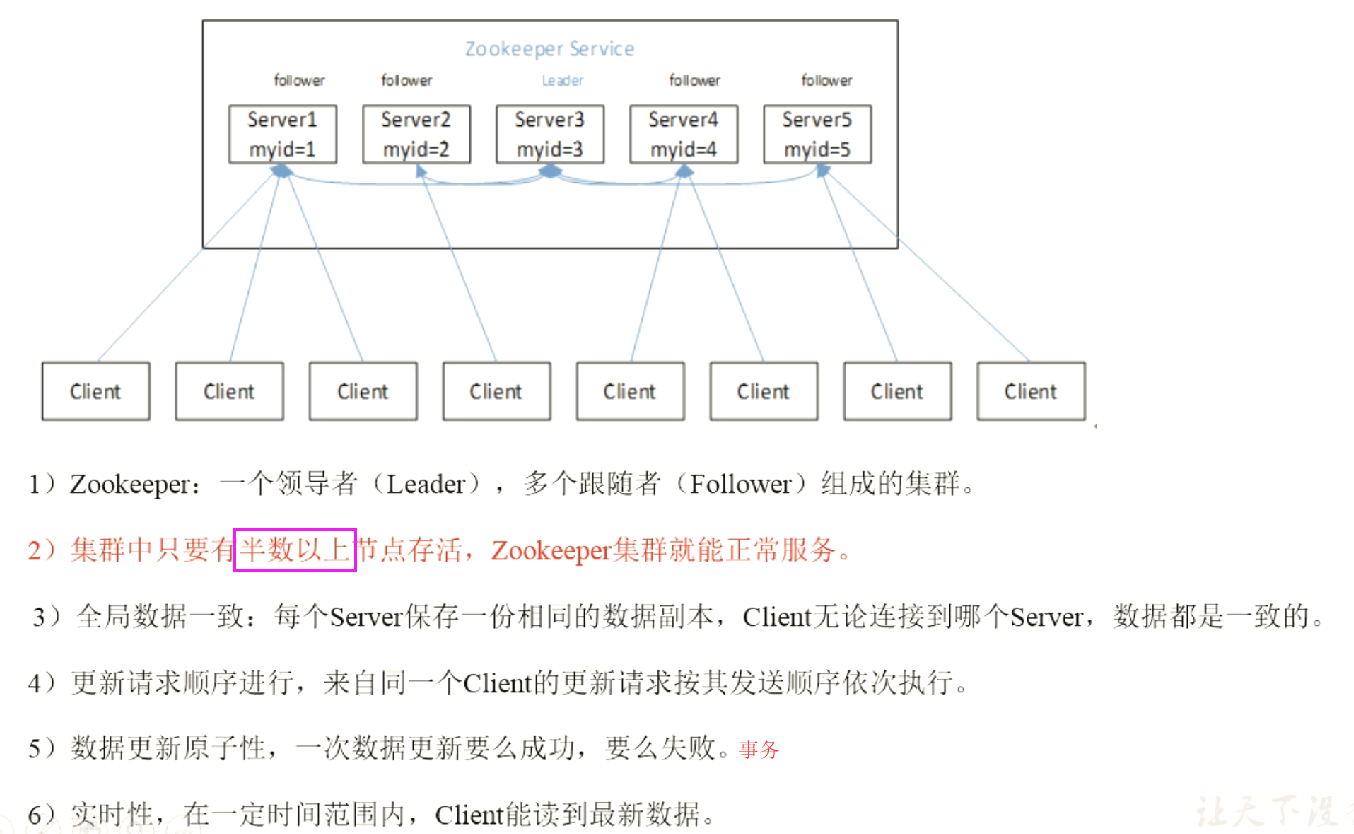 Zookeeper Service
follower follower Leader follower follower
Server1 Server2 Server3 Server4 Server5
myid=1 myid=2 myid=3 myid=4 myid=5
Client Client Client Client Client Client Client Client
1）Zookeeper：一个领导者（Leader），多个跟随者（Follower）组成的集群。
2）集群中只要有半数以上节点存活，Zookeeper集群就能正常服务。
3）全局数据一致：每个Server保存一份相同的数据副本，Client无论连接到哪个Server，数据都是一致的。
4）更新请求顺序进行，来自同一个Client的更新请求按其发送顺序依次执行。
5）数据更新原子性，一次数据更新要么成功，要么失败。事务
6）实时性，在一定时间范围内，Client能读到最新数据。
让天下没